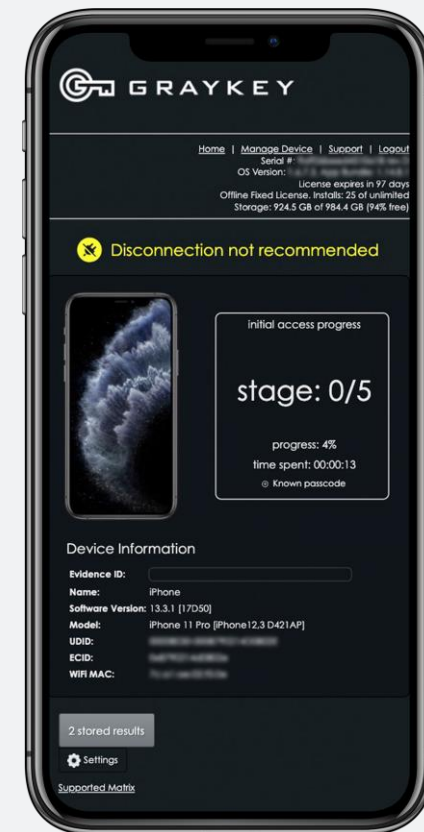 GRAYKEY
Home | Manage Device | Support | Logout
Serial #:
OS Version:
License expires in 97 days
Offline Fixed License. Installs: 25 of unlimited
Storage: 924.5 GB of 984.4 GB (94% free)
Disconnection not recommended
initial access progress
stage: 0/5
progress: 4%
time spent: 00:00:13
Known passcode
Device Information
Evidence ID:
Name: iPhone
Software Version: 13.3.1 [17D50]
Model: iPhone 11 Pro [iPhone12,3 D421AP]
UDID:
ECID:
WiFi MAC:
2 stored results
Settings
Supported Matrix